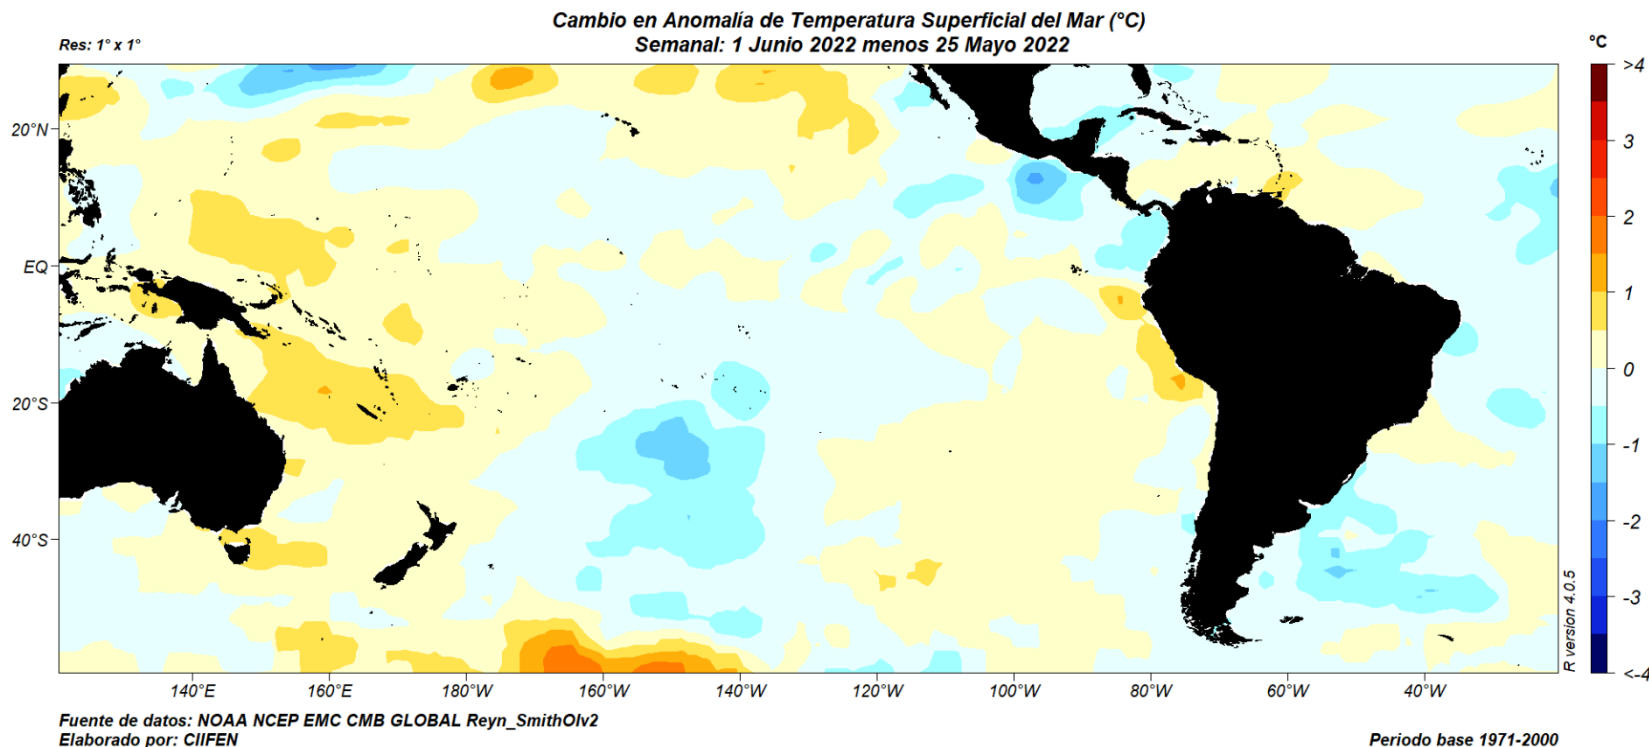 Cambio en Anomalía de Temperatura Superficial del Mar (°C)
Semanal: 1 Junio 2022 menos 25 Mayo 2022
Res: 1° x 1°
°C
>4
3
2
1
0
-1
-2
-3
<-4
20°N
EQ
20°S
40°S
140°E
160°E
180°W
160°W
140°W
120°W
100°W
80°W
60°W
40°W
R version 4.0.5
Fuente de datos: NOAA NCEP EMC CMB GLOBAL Reyn_SmithOIv2
Elaborado por: CIIFEN
Periodo base 1971-2000